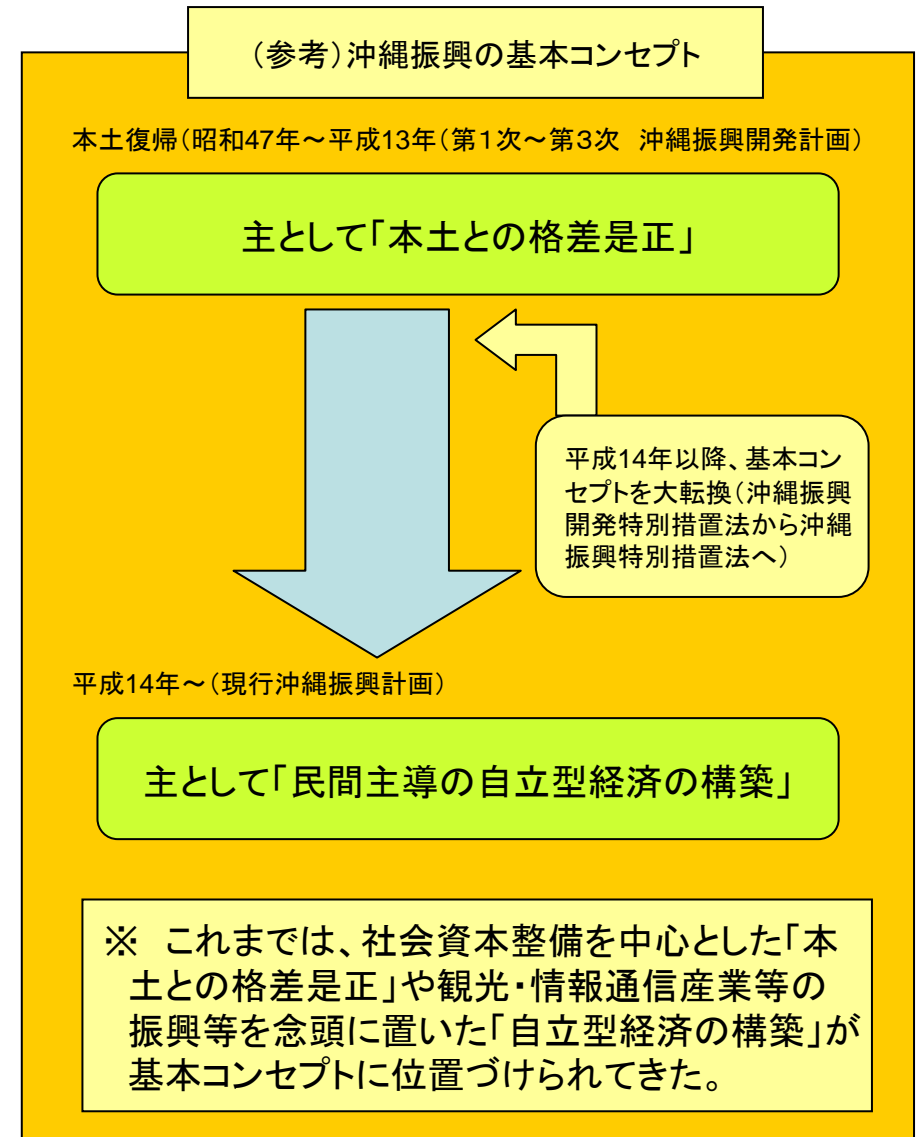 (参考)沖縄振興の基本コンセプト
本土復帰(昭和47年~平成13年(第1次~第3次 沖縄振興開発計画)
主として「本土との格差是正」
平成14年以降、基本コン
セプトを大転換(沖縄振興
開発特別措置法から沖縄
振興特別措置法へ)
平成14年~(現行沖縄振興計画)
主として「民間主導の自立型経済の構築」
※ これまでは、社会資本整備を中心とした「本
土との格差是正」や観光・情報通信産業等の
振興等を念頭に置いた「自立型経済の構築」が
基本コンセプトに位置づけられてきた。